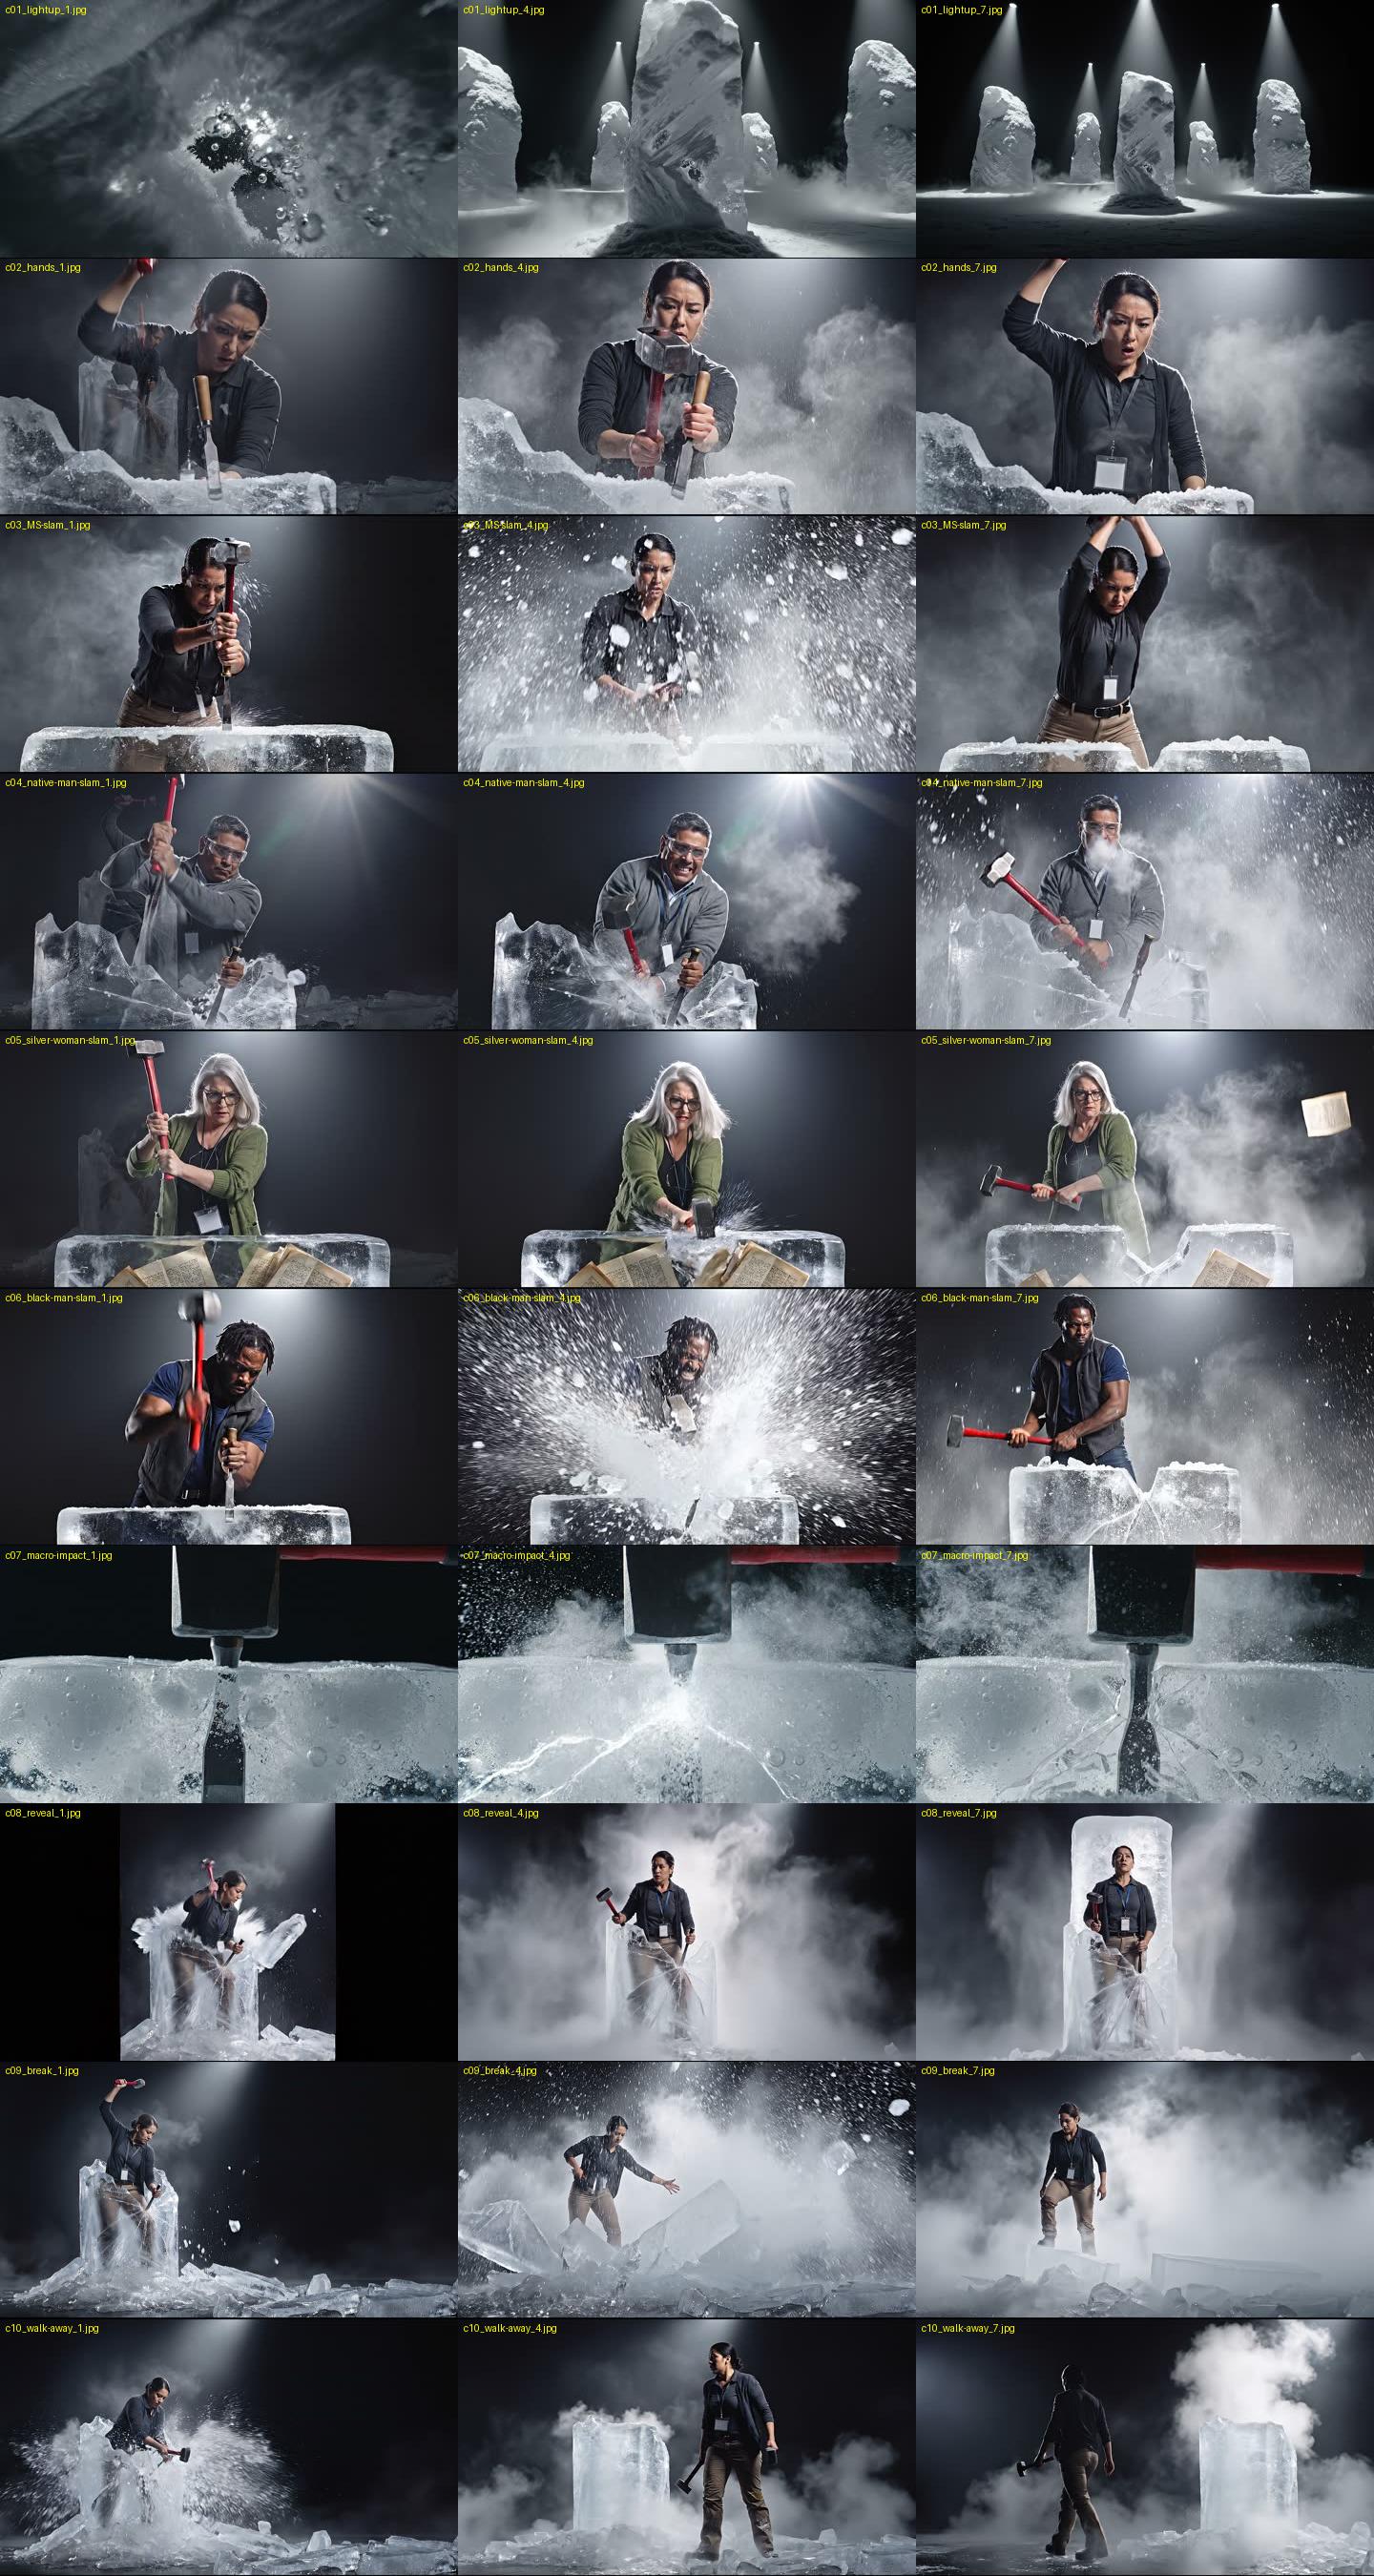 c01_lightup_1.jpg
c01_lightup_4.jpg
c01_lightup_7.jpg
c02_hands_1.jpg
c02_hands_4.jpg
c02_hands_7.jpg
c03_MS-slam_1.jpg
c03_MS-slam_4.jpg
c03_MS-slam_7.jpg
c04_native-man-slam_1.jpg
c04_native-man-slam_4.jpg
c04_native-man-slam_7.jpg
c05_silver-woman-slam_1.jpg
c05_silver-woman-slam_4.jpg
c05_silver-woman-slam_7.jpg
c06_black-man-slam_1.jpg
c06_black-man-slam_4.jpg
c06_black-man-slam_7.jpg
c07_macro-impact_1.jpg
c07_macro-impact_4.jpg
c07_macro-impact_7.jpg
c08_reveal_1.jpg
c08_reveal_4.jpg
c08_reveal_7.jpg
c09_break_1.jpg
c09_break_4.jpg
c09_break_7.jpg
c10_walk-away_1.jpg
c10_walk-away_4.jpg
c10_walk-away_7.jpg